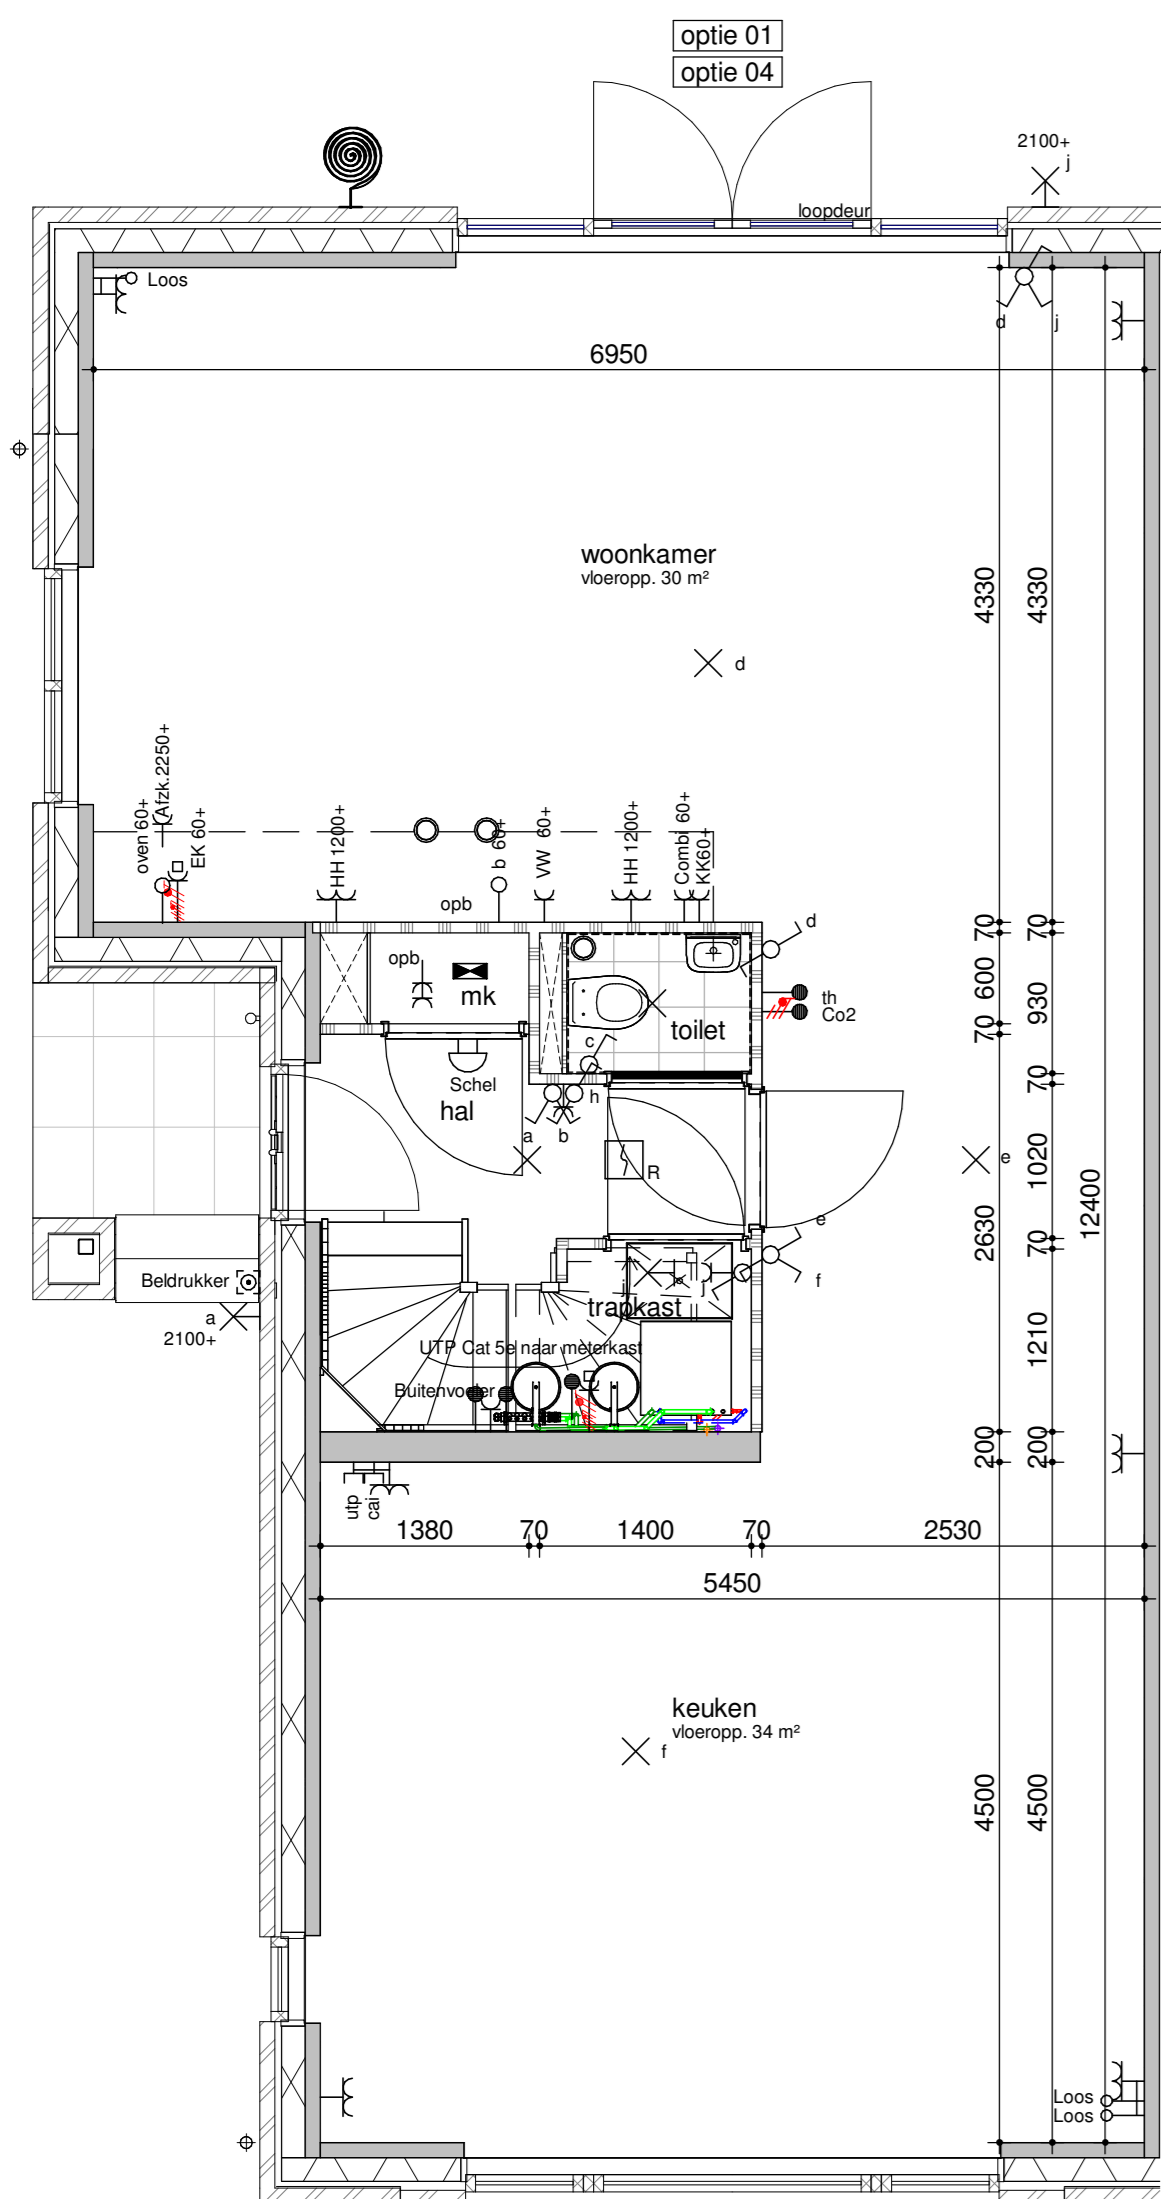 optie 01
optie 04
2100+
j
loopdeur
Loos
d
j
6950
woonkamer
vloeropp. 30 m²
4330
4330
d
oven 60+
Afzk.2250+
EK 60+
HH 1200+
b 60+
VW 60+
HH 1200+
Combi 60+
KK60+
opb
d
70
70
opb
mk
600
930
th
Co2
toilet
70
c
Schel
hal
h
70
a
b
R
e
1020
12400
2630
70
e
f
Beldrukker
j
j
trapkast
a
2100+
1210
UTP Cat 5e naar meterkast
Buitenvoeler
200
200
utp
cai
1380
70
1400
70
2530
5450
keuken
vloeropp. 34 m²
f
4500
4500
Loos
Loos